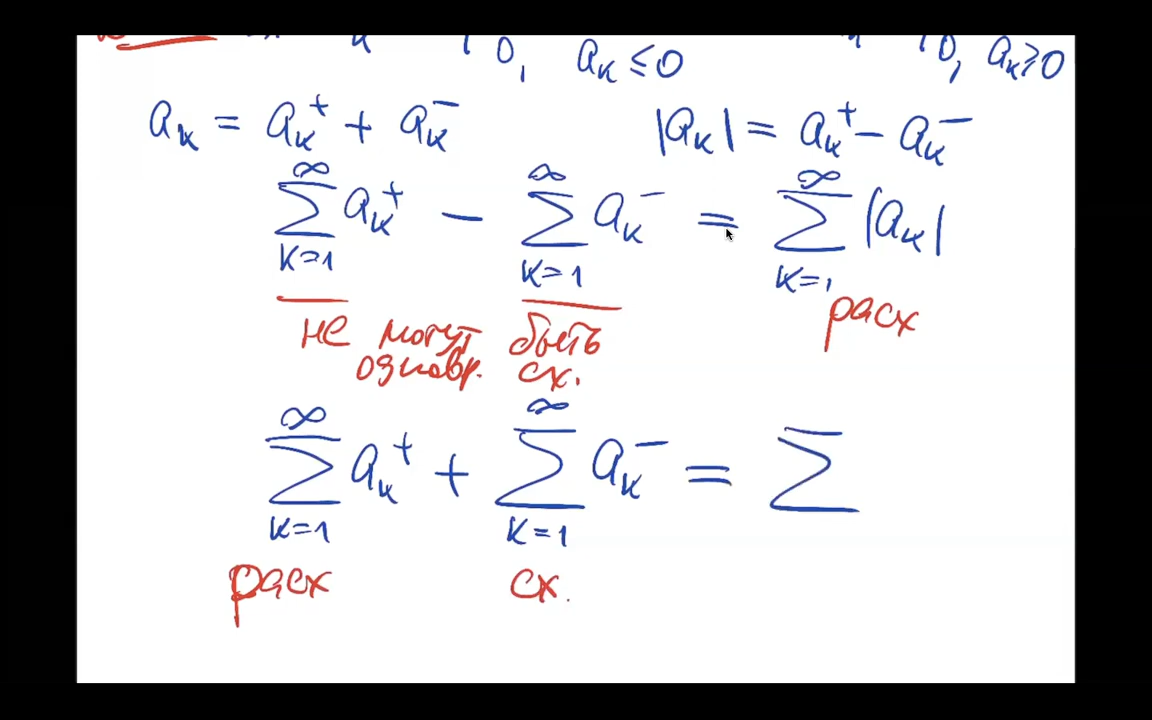 0, aₖ ≤ 0 0, aₖ ≥ 0
aₖ = aₖ⁺ + aₖ⁻ |aₖ| = aₖ⁺ − aₖ⁻
∑_{k=1}^{∞} aₖ⁺ − ∑_{k=1}^{∞} aₖ⁻ = ∑_{k=1}^{∞} |aₖ|
расх
не могут быть
одновр. сх.
∑_{k=1}^{∞} aₖ⁺ + ∑_{k=1}^{∞} aₖ⁻ = ∑
расх сх.